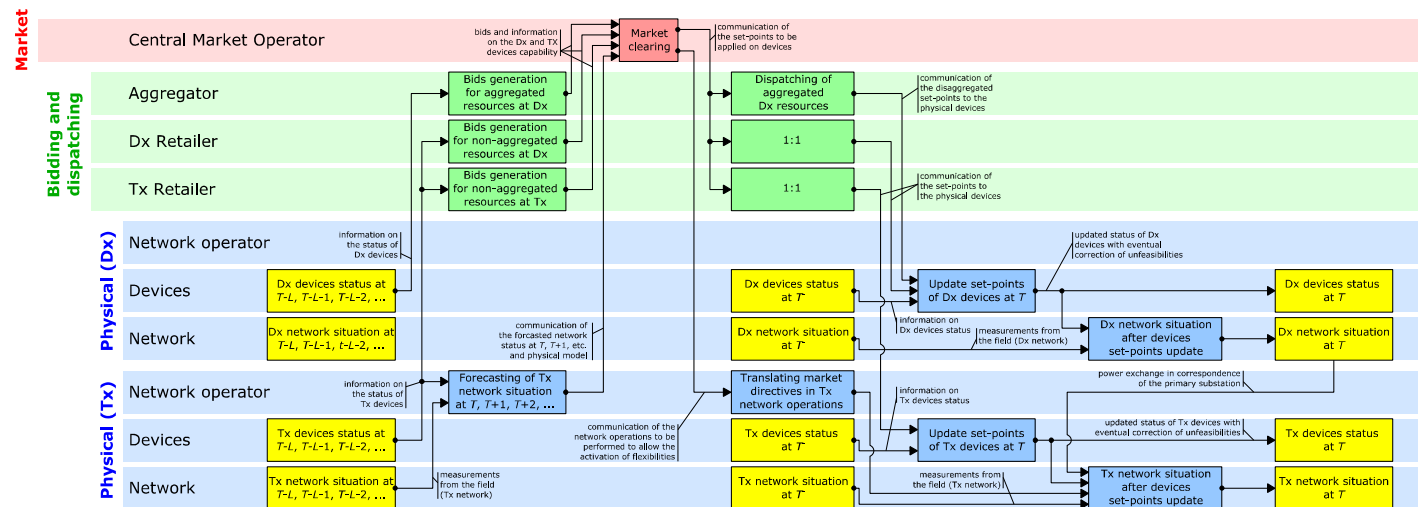 Market
Central Market Operator
bids and information
on the Dx and TX
devices capability
Market
clearing
communication of
the set-points to be
applied on devices
Bidding and
dispatching
Aggregator
Bids generation
for aggregated
resources at Dx
Dispatching of
aggregated
Dx resources
communication of
the disaggregated
set-points to the
physical devices
Dx Retailer
Bids generation
for non-aggregated
resources at Dx
1:1
Tx Retailer
Bids generation
for non-aggregated
resources at Tx
1:1
communication of
the set-points to
the physical devices
Physical (Dx)
Network operator
information on
the status of
Dx devices
updated status of Dx
devices with eventual
correction of unfeasibilities
Devices
Dx devices status at
T-L, T-L-1, T-L-2, ...
Dx devices status
at T⁻
Update set-points
of Dx devices at T
Dx devices status
at T
information on
Dx devices status
Network
Dx network situation at
T-L, T-L-1, t-L-2, ...
communication of
the forcasted network
status at T, T+1, etc.
and physical model
Dx network situation
at T⁻
measurements from
the field (Dx network)
Dx network situation
after devices
set-points update
Dx network situation
at T
Physical (Tx)
Network operator
information on
the status of
Tx devices
Forecasting of Tx
network situation
at T, T+1, T+2, ...
Translating market
directives in Tx
network operations
information on
Tx devices status
power exchange in correspondence
of the primary substation
Devices
Tx devices status at
T-L, T-L-1, T-L-2, ...
communication of the
network operations to be
performed to allow the
activation of flexibilities
Tx devices status
at T⁻
Update set-points
of Tx devices at T
updated status of Tx devices with
eventual correction of unfeasibilities
Tx devices status
at T
Network
Tx network situation at
T-L, T-L-1, T-L-2, ...
measurements
from the field
(Tx network)
Tx network situation
at T⁻
measurements from
the field (Tx network)
Tx network situation
after devices
set-points update
Tx network situation
at T